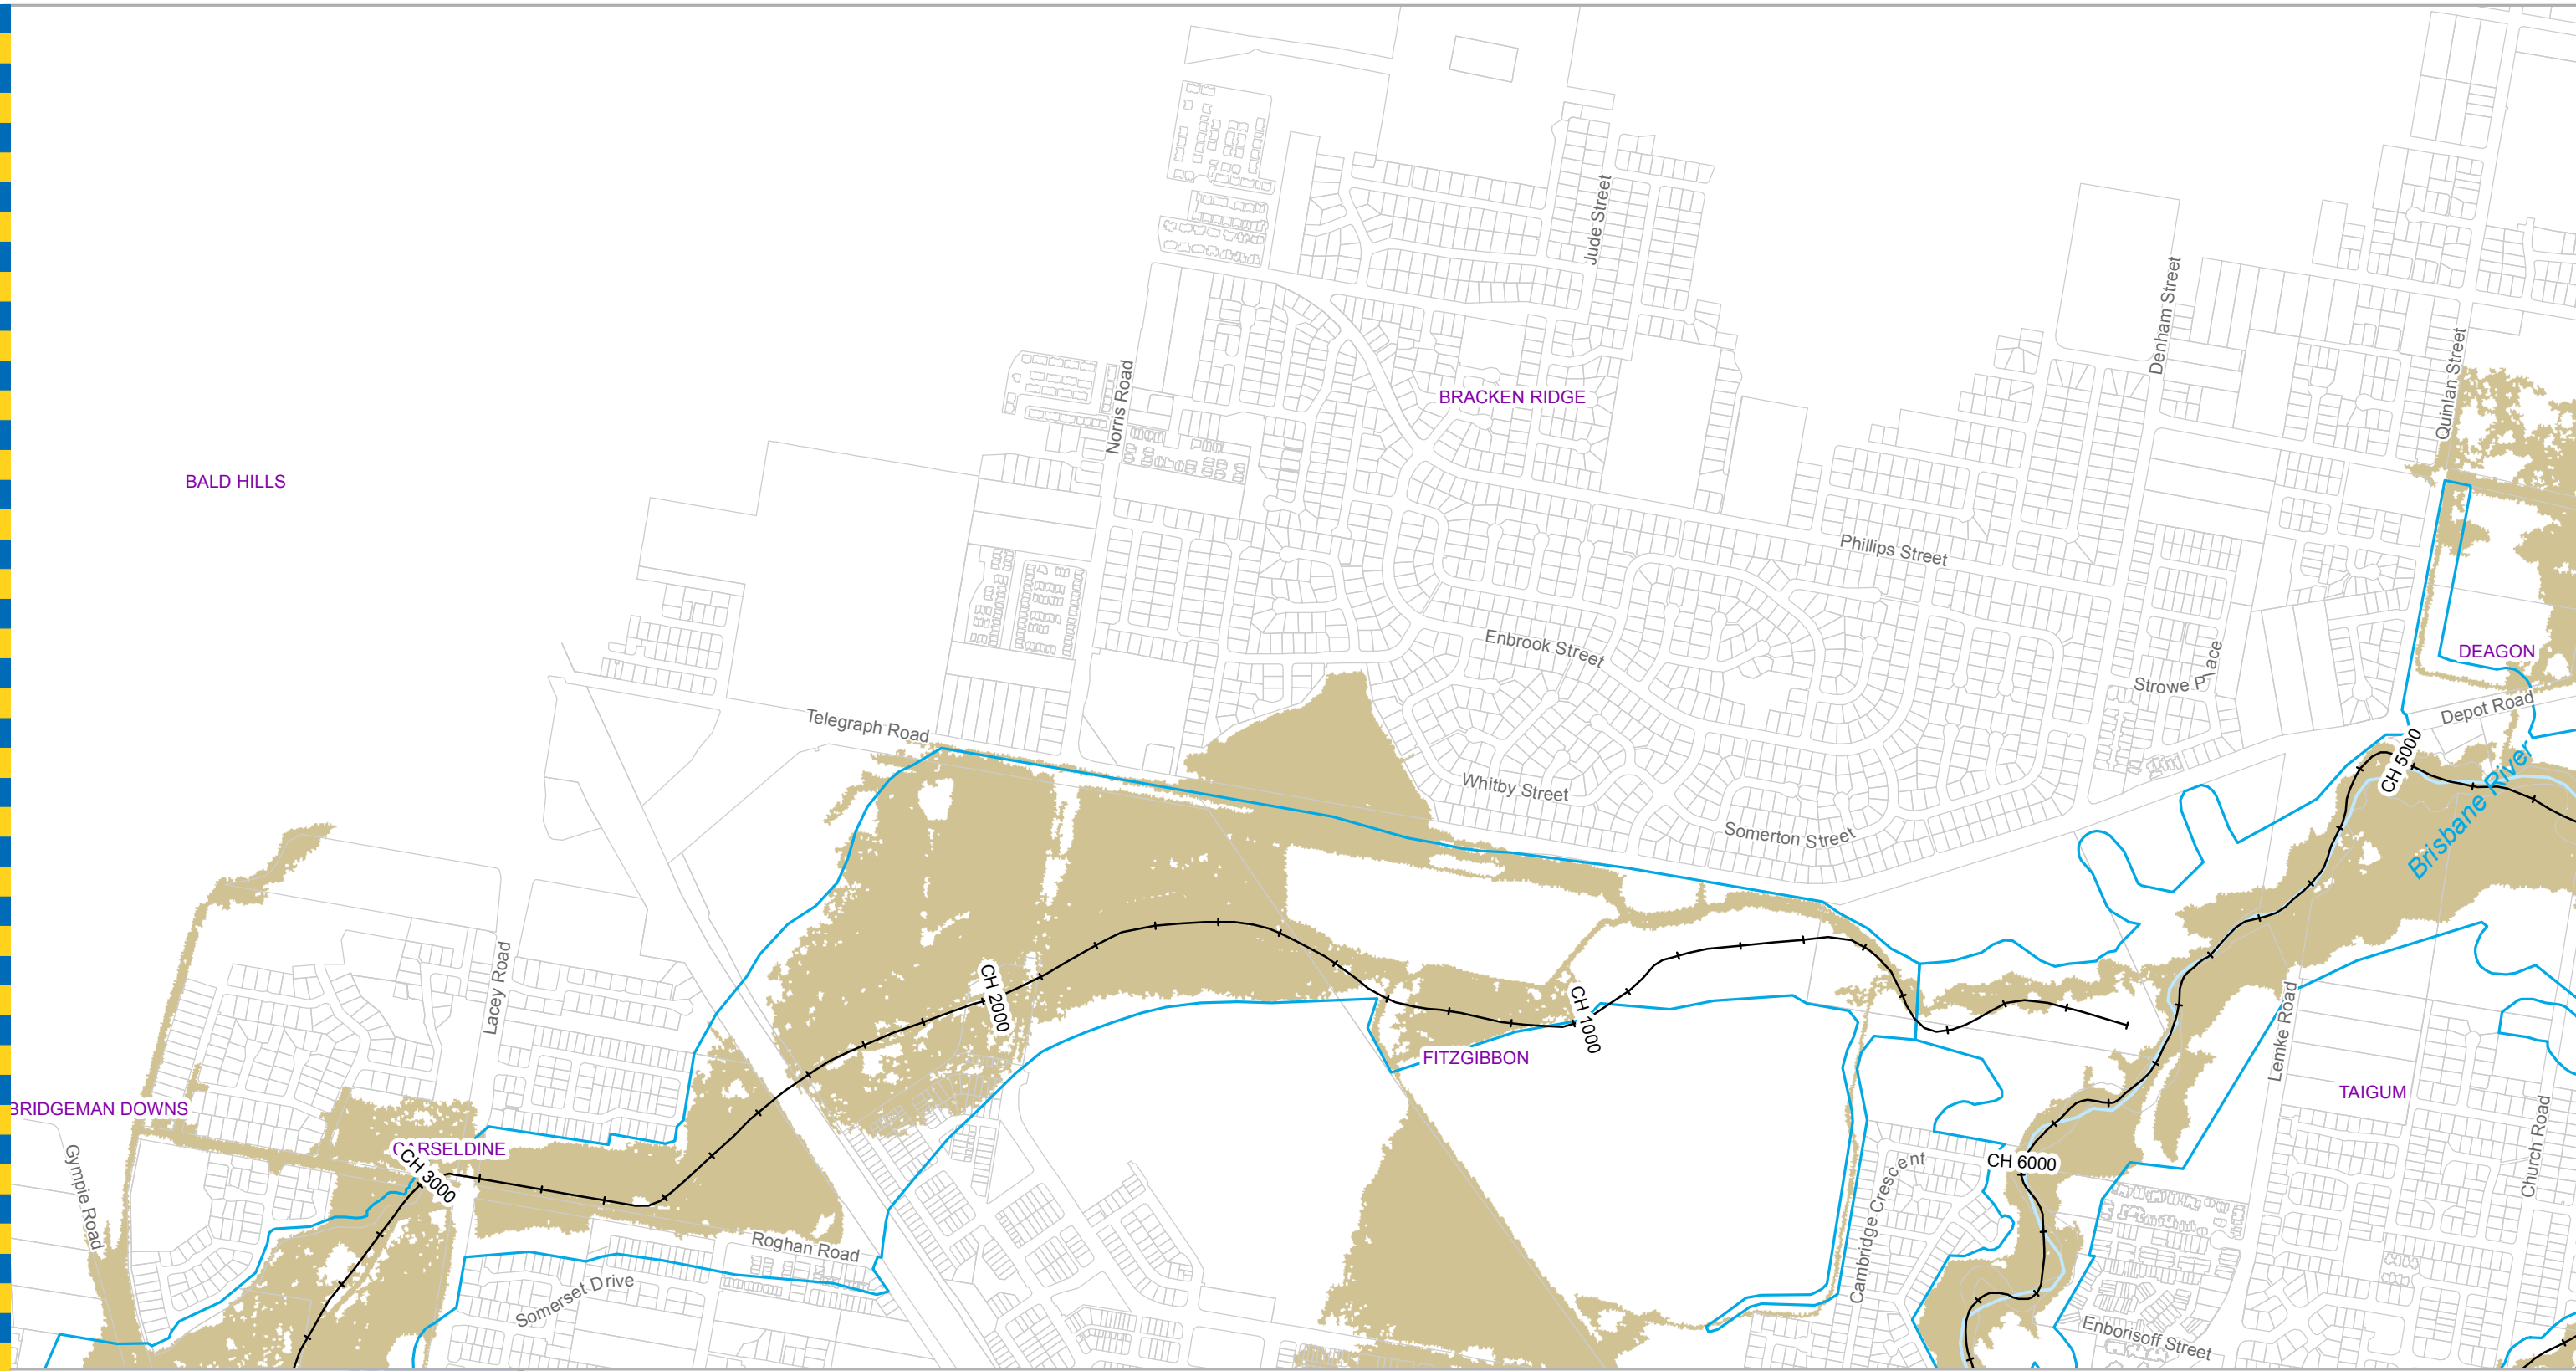 Jude Street
Denham Street
Quinlan Street
Norris Road
BRACKEN RIDGE
BALD HILLS
Phillips Street
Enbrook Street
DEAGON
Strowe Place
Depot Road
Telegraph Road
CH 5000
Whitby Street
Brisbane River
Somerton Street
Lacey Road
CH 2000
CH 1000
Lemke Road
FITZGIBBON
TAIGUM
BRIDGEMAN DOWNS
Church Road
CARSELDINE
CH 3000
CH 6000
Gympie Road
Cambridge Crescent
Roghan Road
Somerset Drive
Enborisoff Street